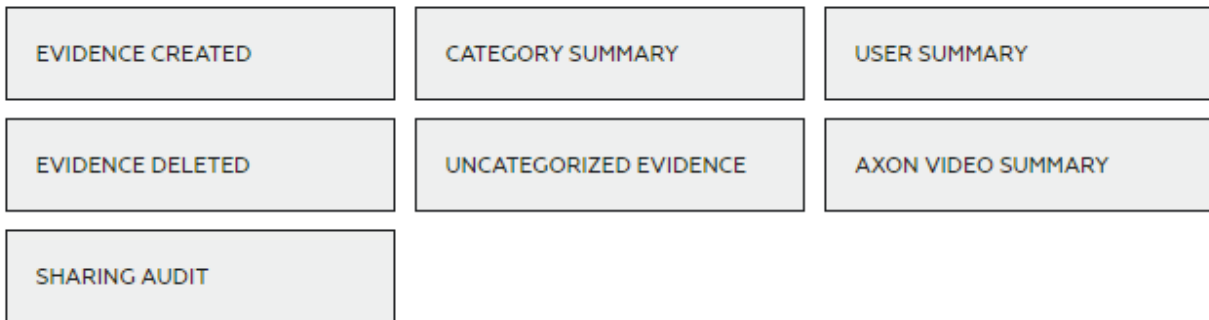 EVIDENCE CREATED
CATEGORY SUMMARY
USER SUMMARY
EVIDENCE DELETED
UNCATEGORIZED EVIDENCE
AXON VIDEO SUMMARY
SHARING AUDIT